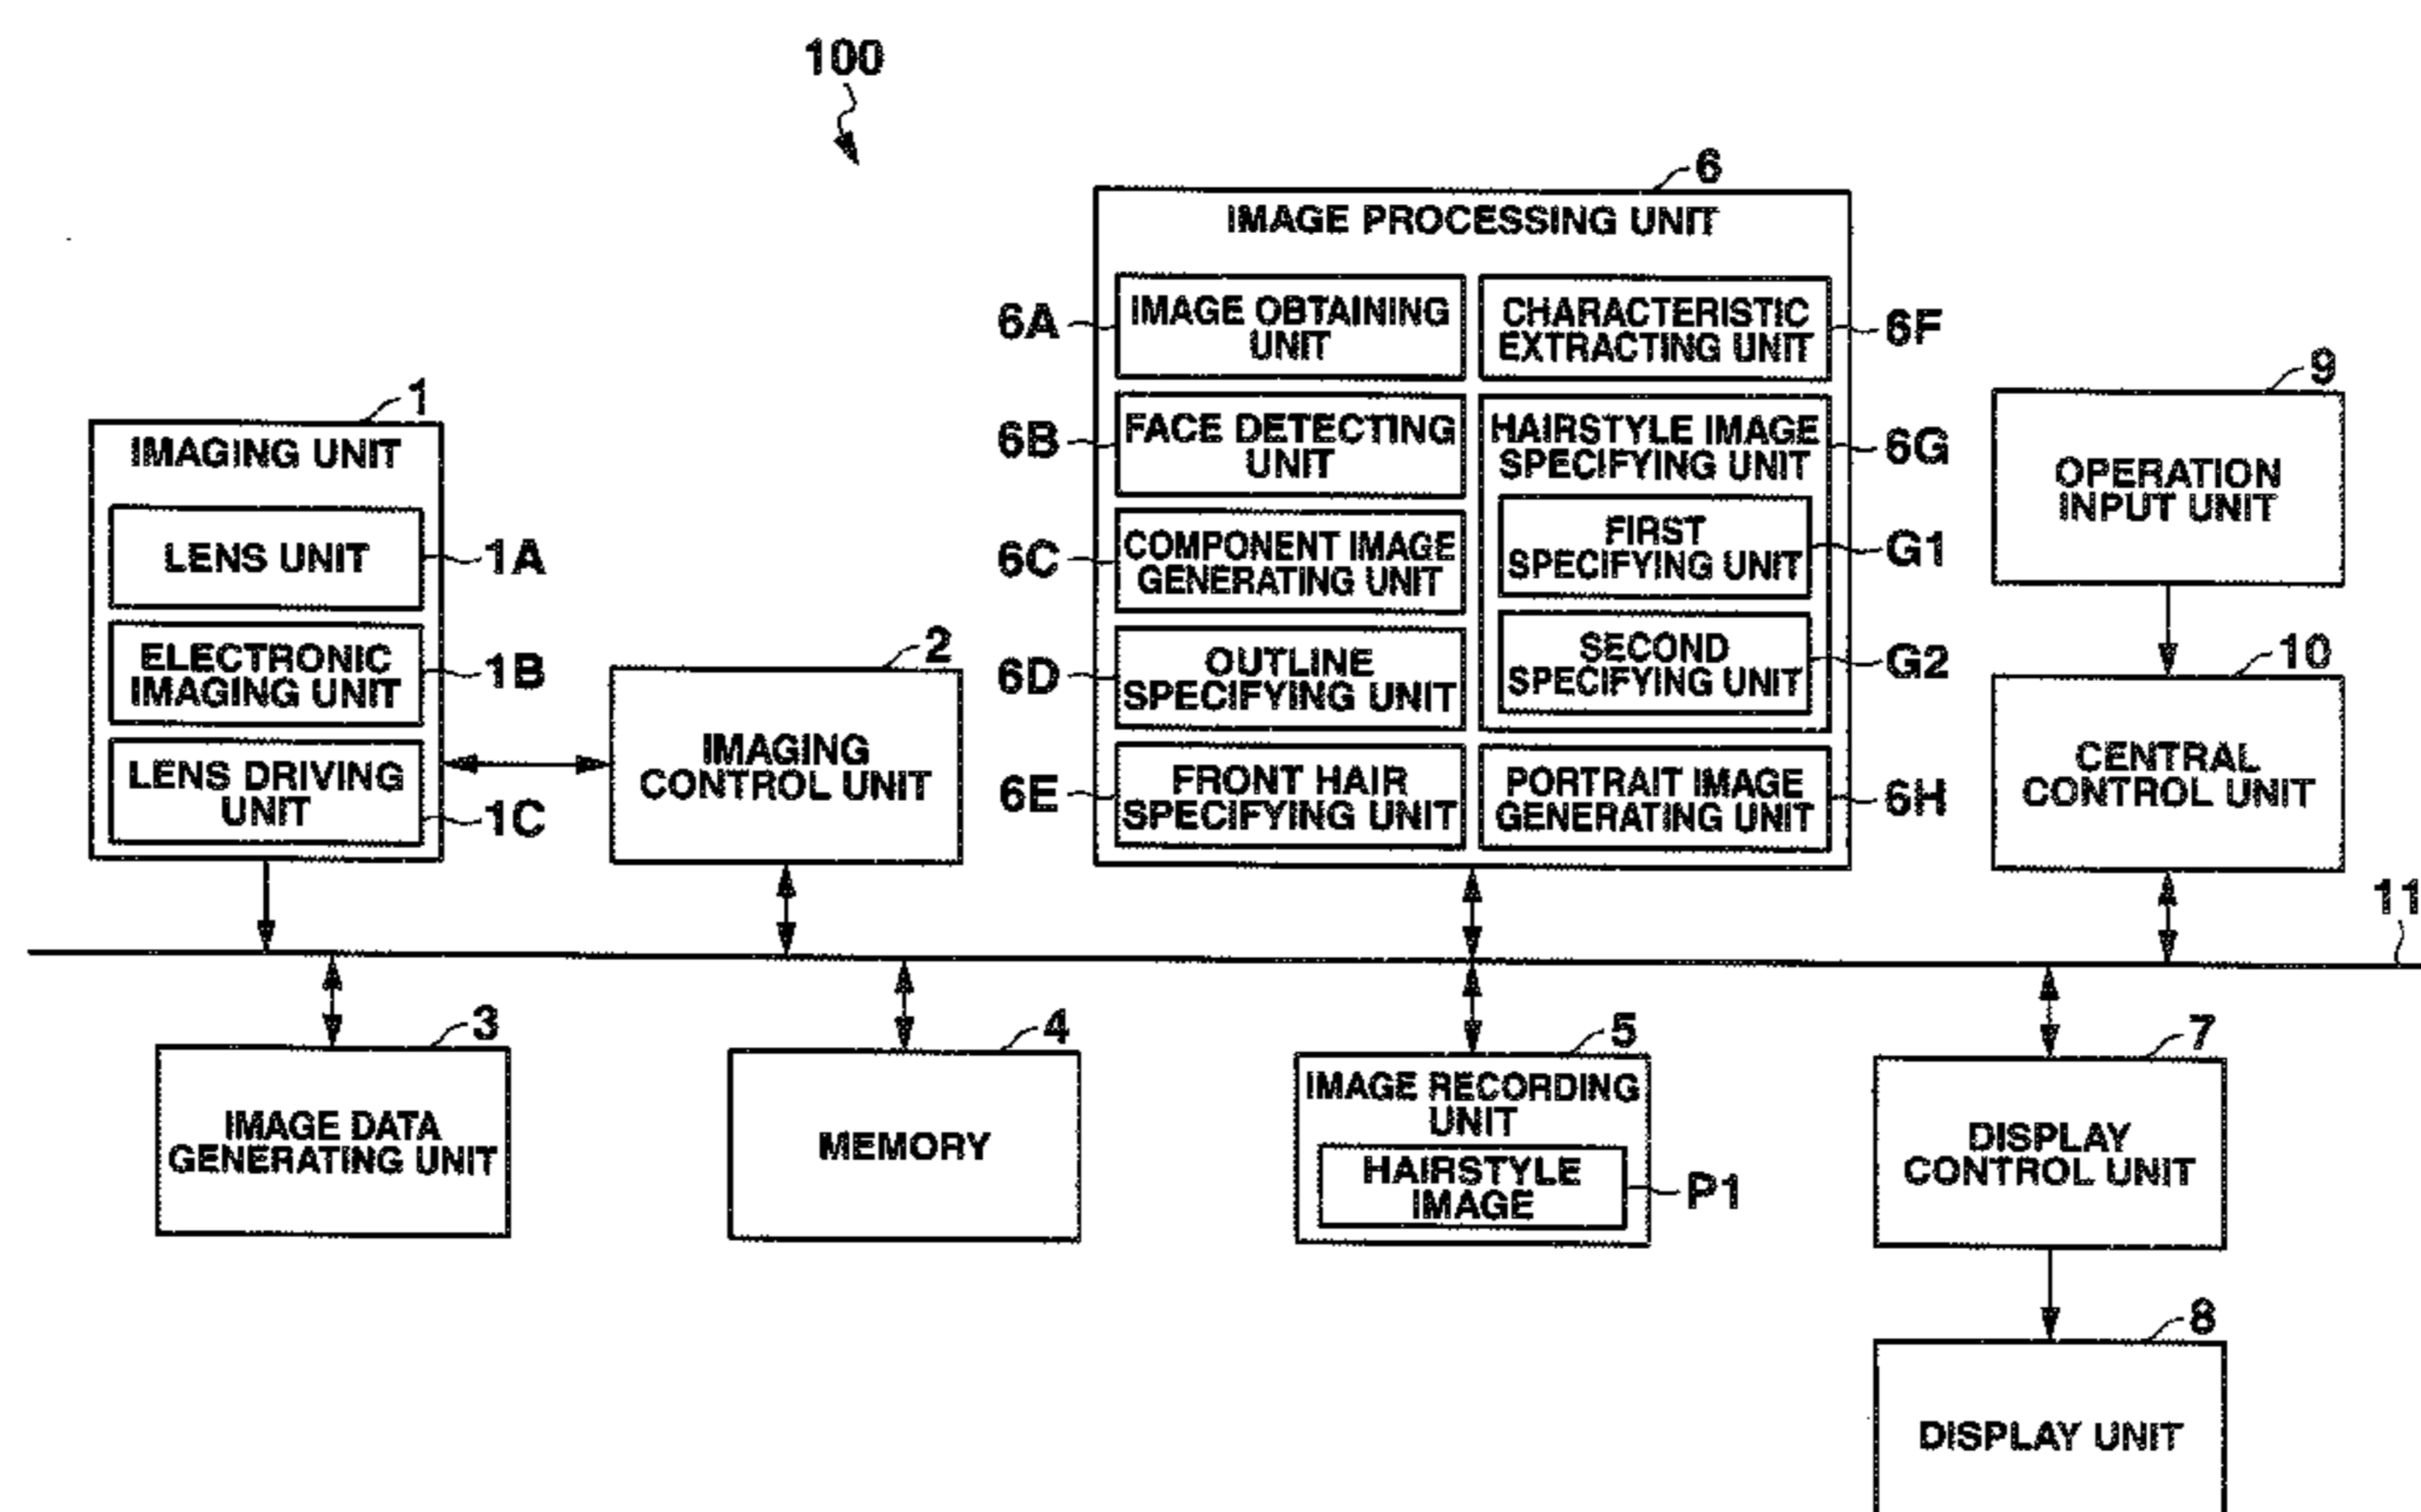 100
6
IMAGE PROCESSING UNIT
6A
IMAGE OBTAINING
UNIT
CHARACTERISTIC
EXTRACTING UNIT
6F
6B
FACE DETECTING
UNIT
HAIRSTYLE IMAGE
SPECIFYING UNIT
6G
6C
COMPONENT IMAGE
GENERATING UNIT
FIRST
SPECIFYING UNIT
G1
6D
OUTLINE
SPECIFYING UNIT
SECOND
SPECIFYING UNIT
G2
6E
FRONT HAIR
SPECIFYING UNIT
PORTRAIT IMAGE
GENERATING UNIT
6H
1
IMAGING UNIT
LENS UNIT
1A
ELECTRONIC
IMAGING UNIT
1B
LENS DRIVING
UNIT
1C
2
IMAGING
CONTROL UNIT
9
OPERATION
INPUT UNIT
10
CENTRAL
CONTROL UNIT
11
3
IMAGE DATA
GENERATING UNIT
4
MEMORY
5
IMAGE RECORDING
UNIT
HAIRSTYLE
IMAGE
P1
7
DISPLAY
CONTROL UNIT
8
DISPLAY UNIT